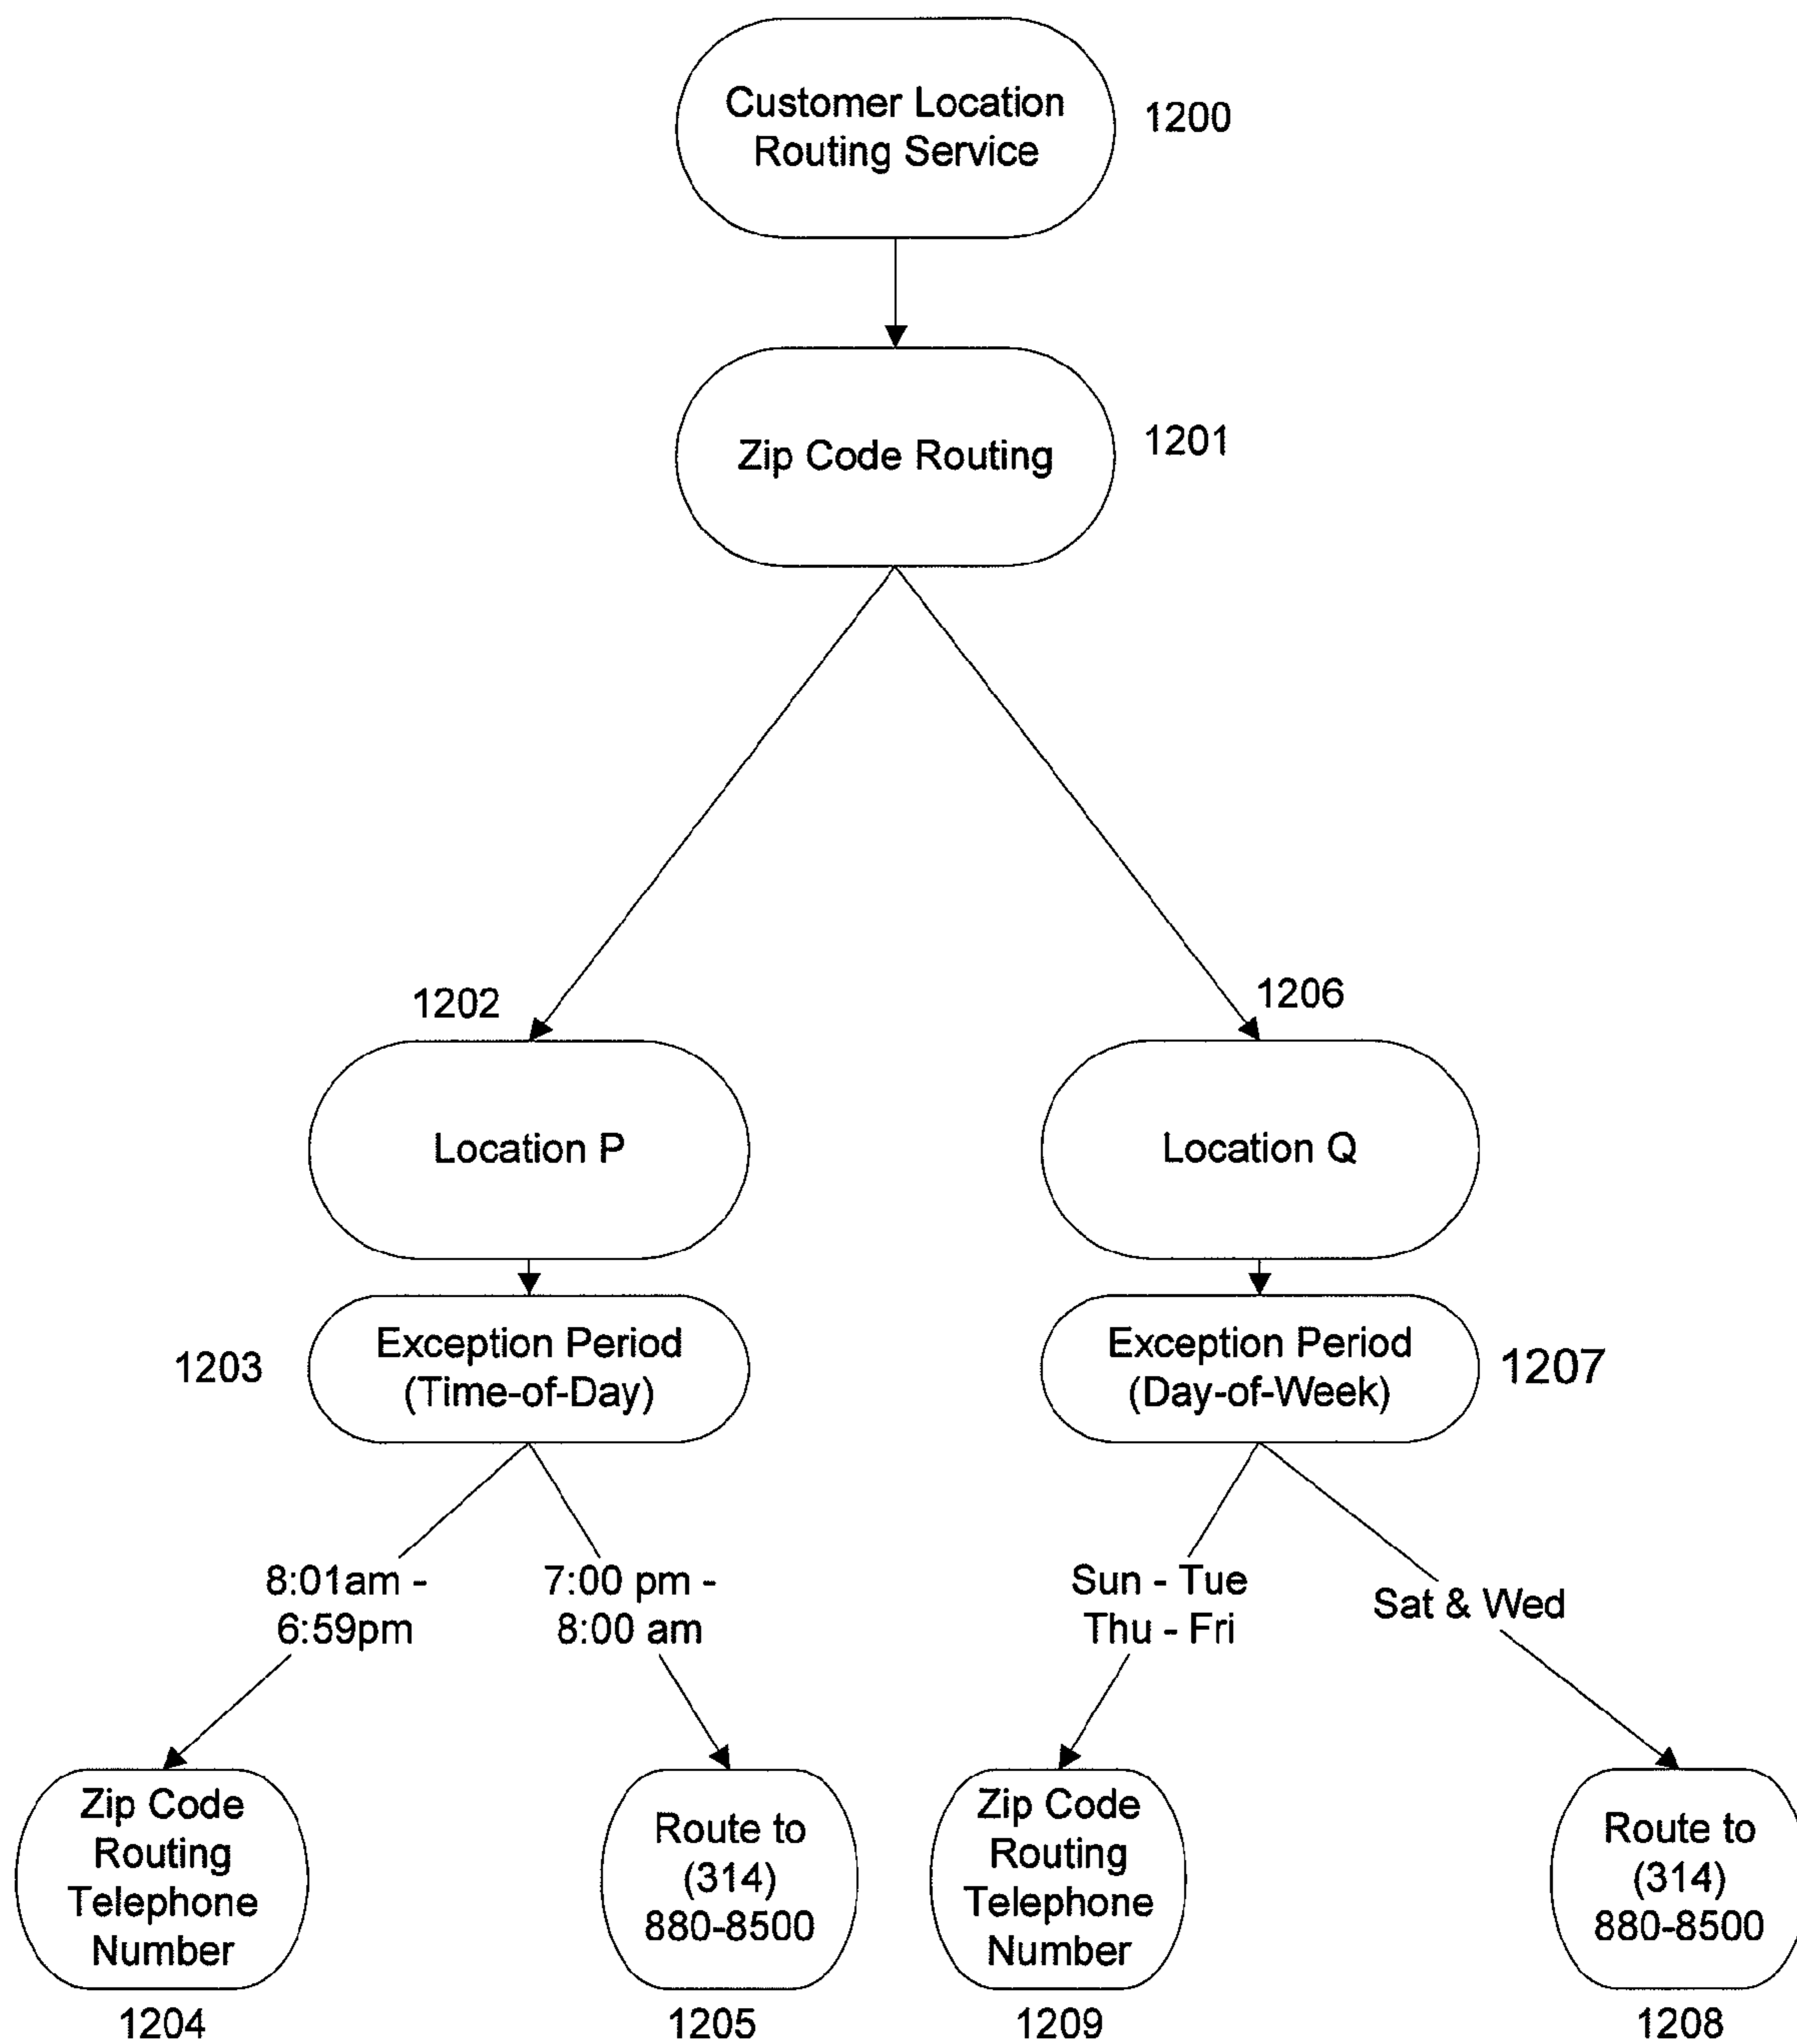 Customer Location
Routing Service
1200
Zip Code Routing
1201
1202
1206
Location P
Location Q
1203
Exception Period
(Time-of-Day)
Exception Period
(Day-of-Week)
1207
8:01am -
6:59pm
7:00 pm -
8:00 am
Sun - Tue
Thu - Fri
Sat & Wed
Zip Code
Routing
Telephone
Number
Route to
(314)
880-8500
Zip Code
Routing
Telephone
Number
Route to
(314)
880-8500
1204
1205
1209
1208